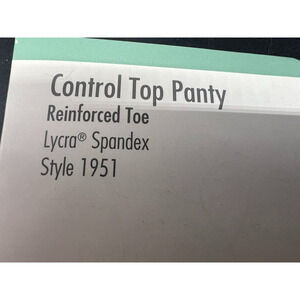 Control Top Panty
Reinforced Toe
Lycra® Spandex
Style 1951